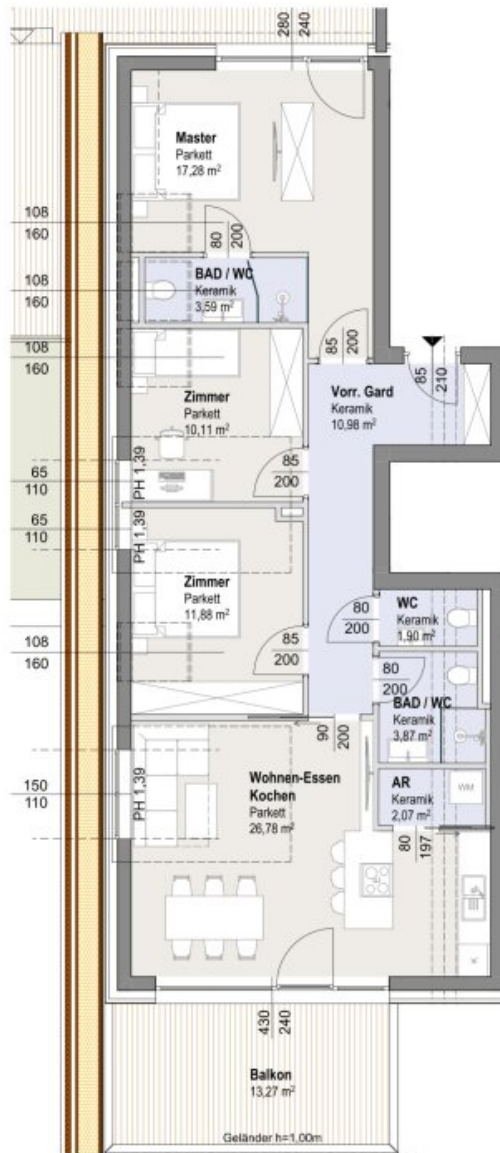 280
240
Master
Parkett
17,28 m²
108
160
80
200
BAD / WC
Keramik
3,59 m²
108
160
108
160
85
200
85
210
Zimmer
Parkett
10,11 m²
Vorr. Gard
Keramik
10,98 m²
PH 1,39
85
200
65
110
65
110
PH 1,39
Zimmer
Parkett
11,88 m²
80
200
WC
Keramik
1,90 m²
108
160
85
200
80
200
BAD / WC
Keramik
3,87 m²
90
200
150
110
PH 1,39
Wohnen-Essen
Kochen
Parkett
26,78 m²
AR
Keramik
2,07 m²
WM
80
197
K
430
240
Balkon
13,27 m²
Geländer h=1,00m